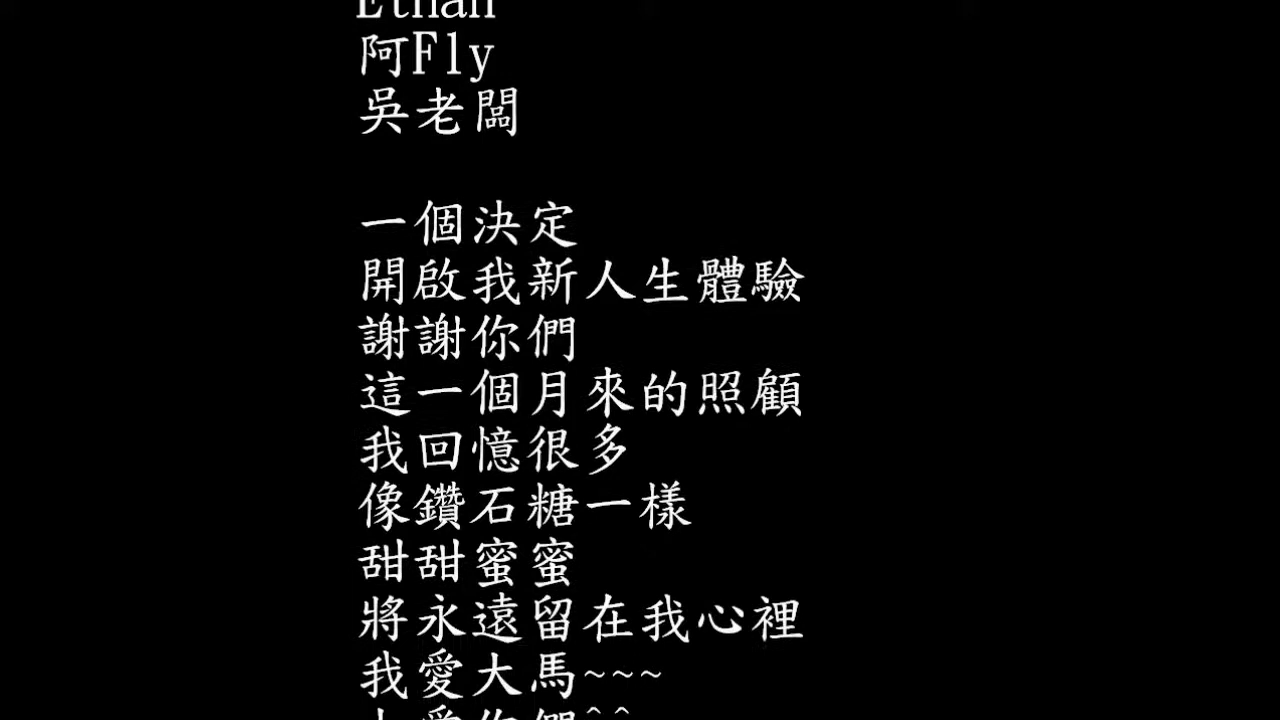 Ethan
阿Fly
吳老闆
一個決定
開啟我新人生體驗
謝謝你們
這一個月來的照顧
我回憶很多
像鑽石糖一樣
甜甜蜜蜜
將永遠留在我心裡
我愛大馬~~~
愛你們^^